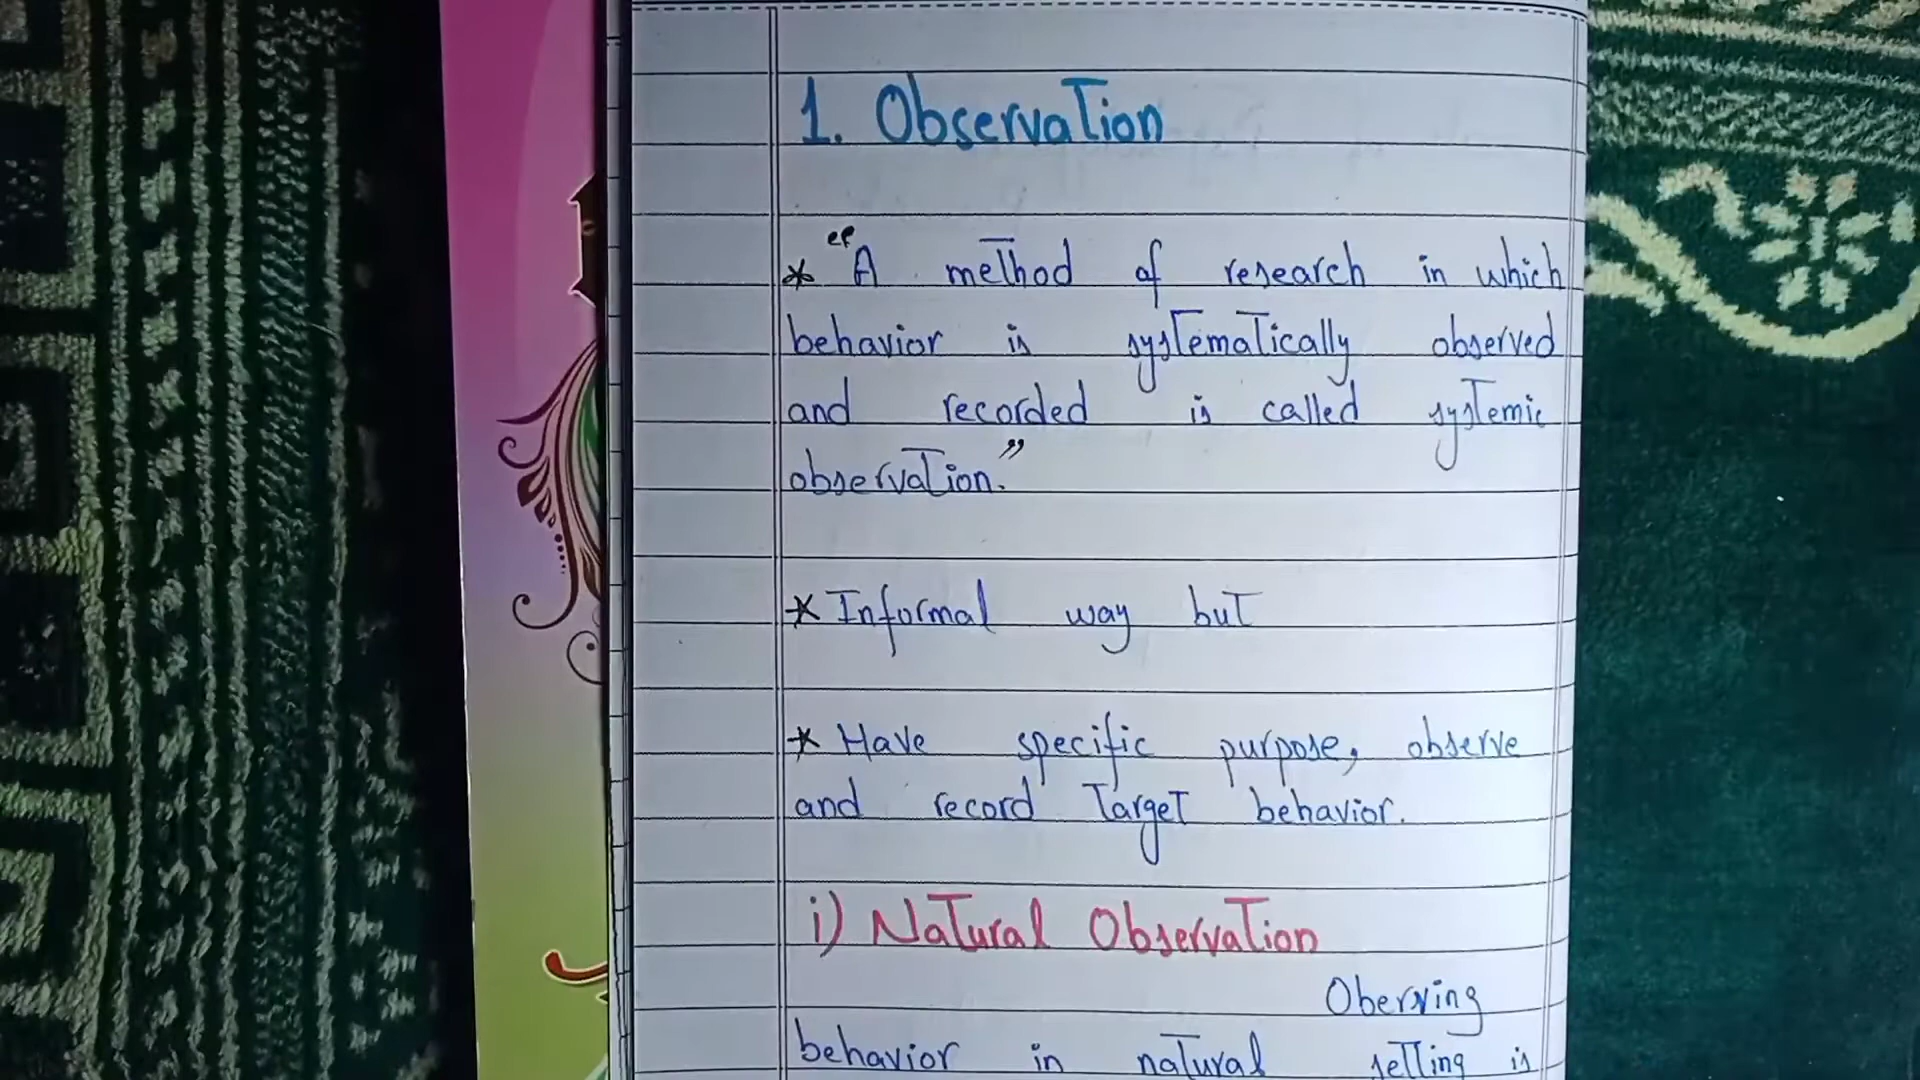 1. Observation
* "A method of research in which
behavior is systematically observed
and recorded is called systemic
observation."
* Informal way but
* Have specific purpose, observe
and record Target behavior.
i) Natural Observation
Oberving
behavior in natural setting is